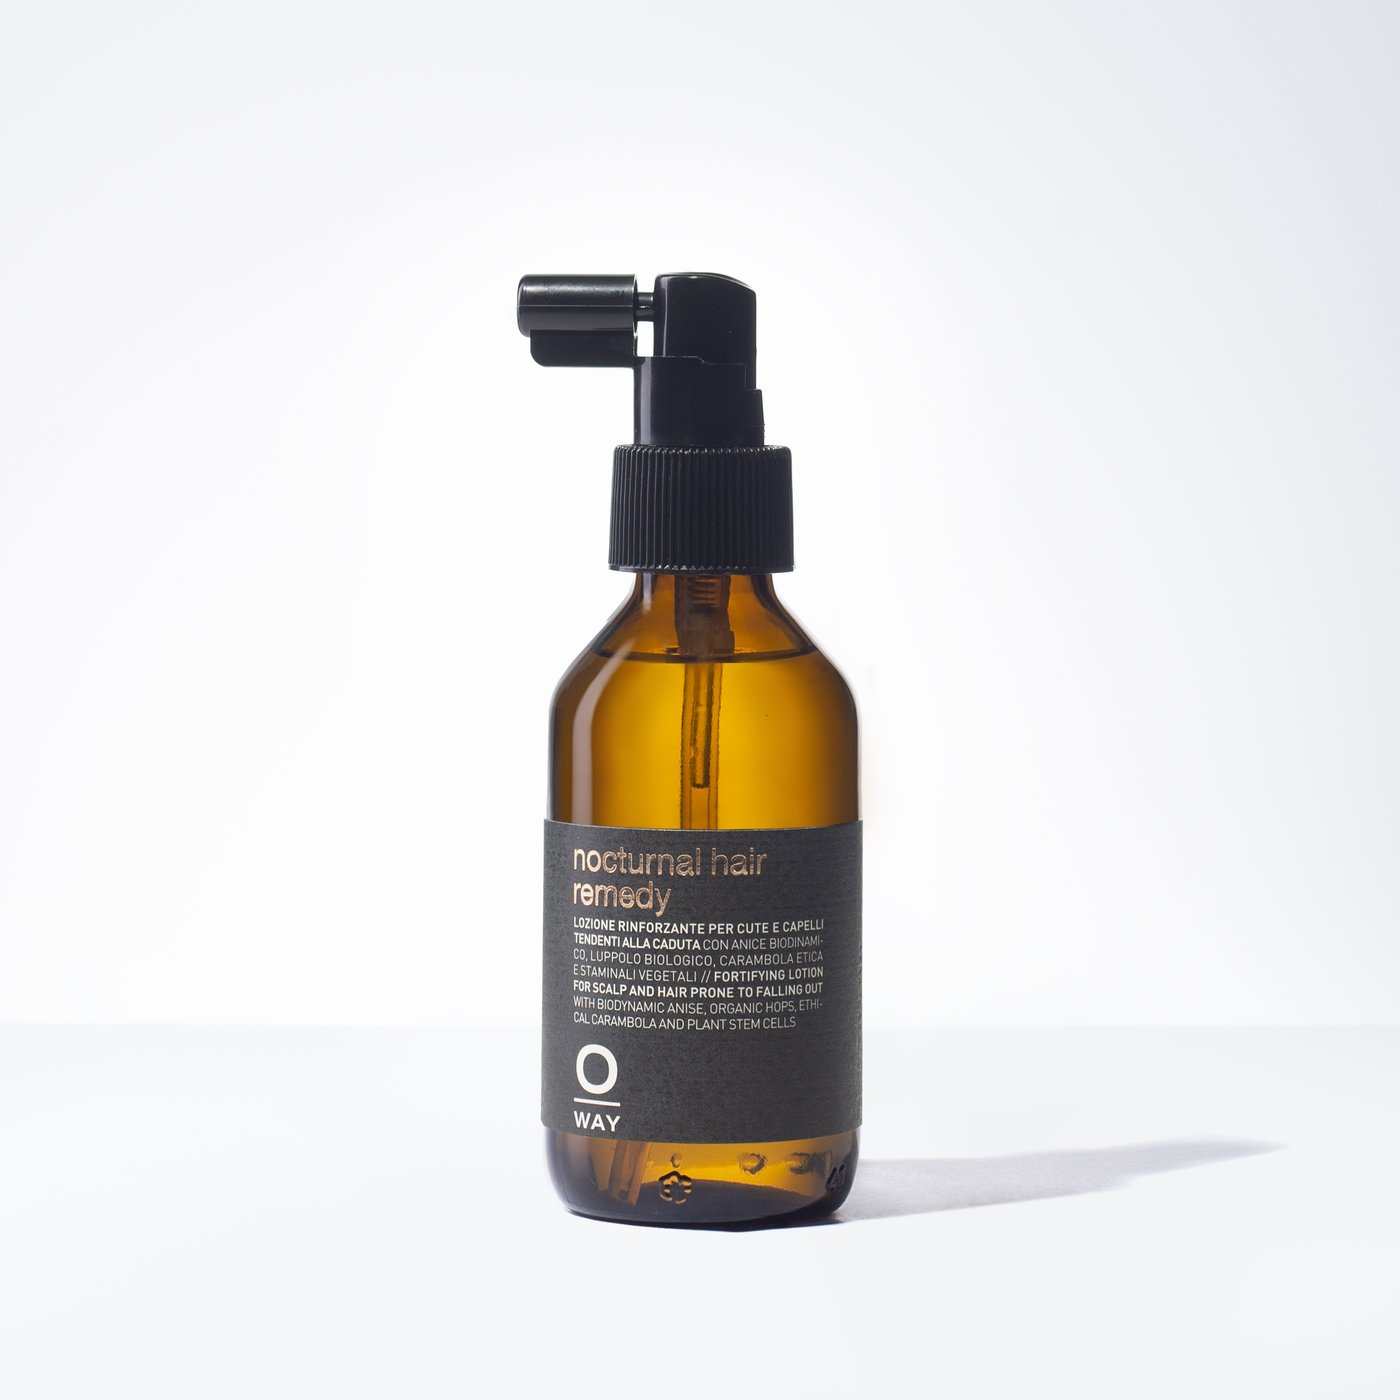 nocturnal hair
remedy
LOZIONE RINFORZANTE PER CUTE E CAPELLI
TENDENTI ALLA CADUTA CON ANICE BIODINAMI-
CO, LUPPOLO BIOLOGICO, CARAMBOLA ETICA
E STAMINALI VEGETALI // FORTIFYING LOTION
FOR SCALP AND HAIR PRONE TO FALLING OUT
WITH BIODYNAMIC ANISE, ORGANIC HOPS, ETHI-
CAL CARAMBOLA AND PLANT STEM CELLS
O
WAY